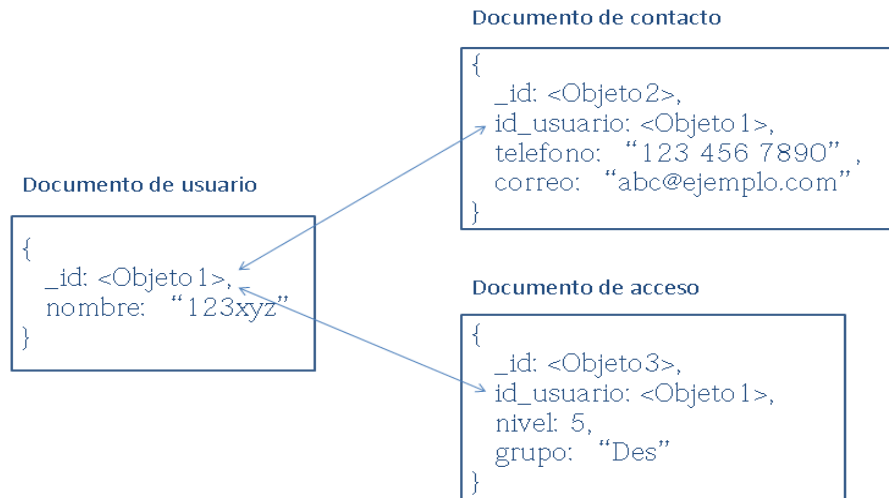 Documento de usuario
{
_id: <Objeto1>,
nombre: “123xyz”
}
Documento de contacto
{
_id: <Objeto2>,
id_usuario: <Objeto1>,
telefono: “123 456 7890” ,
correo: “abc@ejemplo.com”
}
Documento de acceso
{
_id: <Objeto3>,
id_usuario: <Objeto1>,
nivel: 5,
grupo: “Des”
}